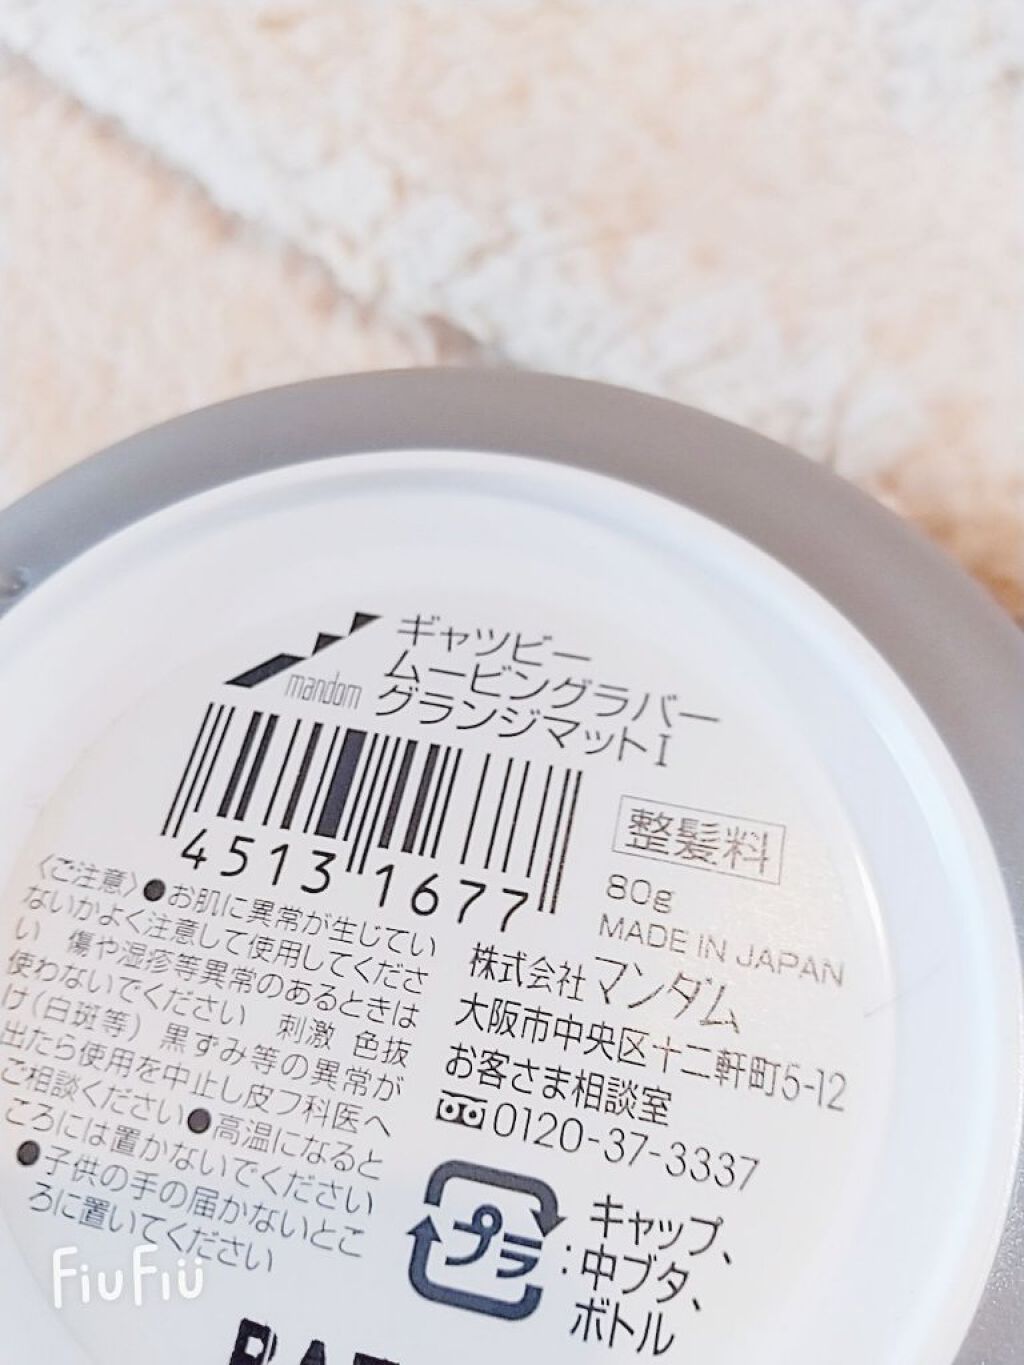 mandom
ギャツビー
ムービングラバー
グランジマットI
4513 1677
整髪料
80g
MADE IN JAPAN
〈ご注意〉●お肌に異常が生じてい
ないかよく注意して使用してくださ
い 傷や湿疹等異常のあるときは
使わないでください 刺激 色抜
け(白斑等) 黒ずみ等の異常が
出たら使用を中止し皮フ科医へ
ご相談ください●高温になると
ころには置かないでください
●子供の手の届かないとこ
ろに置いてください
株式会社マンダム
大阪市中央区十二軒町5-12
お客さま相談室
0120-37-3337
プラ
:キャップ、
中ブタ、
ボトル
FiuFiü